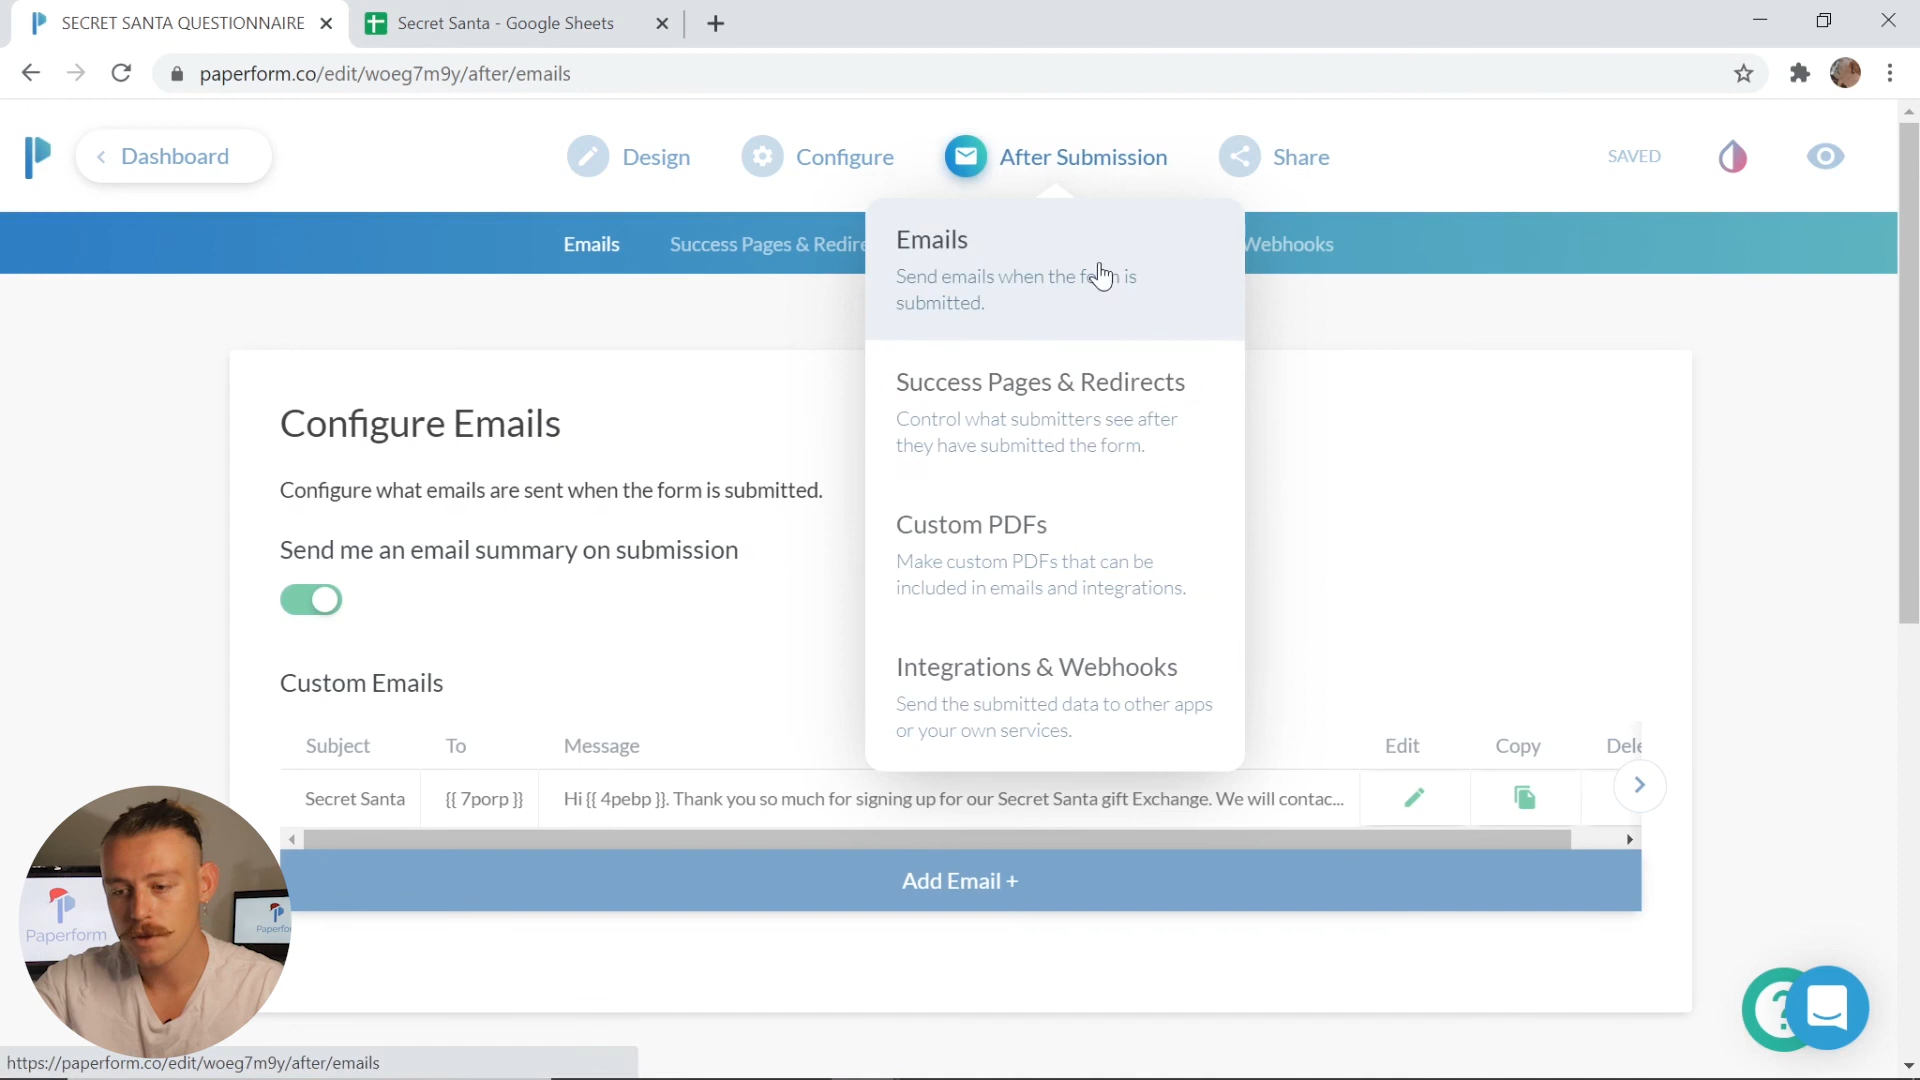 SECRET SANTA QUESTIONNAIRE
Secret Santa - Google Sheets
paperform.co/edit/woeg7m9y/after/emails
Dashboard
Design
Configure
After Submission
Share
SAVED
Emails
Success Pages & Redire
Webhooks
Emails
Send emails when the form is
submitted.
Success Pages & Redirects
Control what submitters see after
they have submitted the form.
Custom PDFs
Make custom PDFs that can be
included in emails and integrations.
Integrations & Webhooks
Send the submitted data to other apps
or your own services.
Configure Emails
Configure what emails are sent when the form is submitted.
Send me an email summary on submission
Custom Emails
Subject To Message Edit Copy Dele
Secret Santa {{ 7porp }} Hi {{ 4pebp }}. Thank you so much for signing up for our Secret Santa gift Exchange. We will contac...
Add Email +
Paperform
Paperfo
?
https://paperform.co/edit/woeg7m9y/after/emails